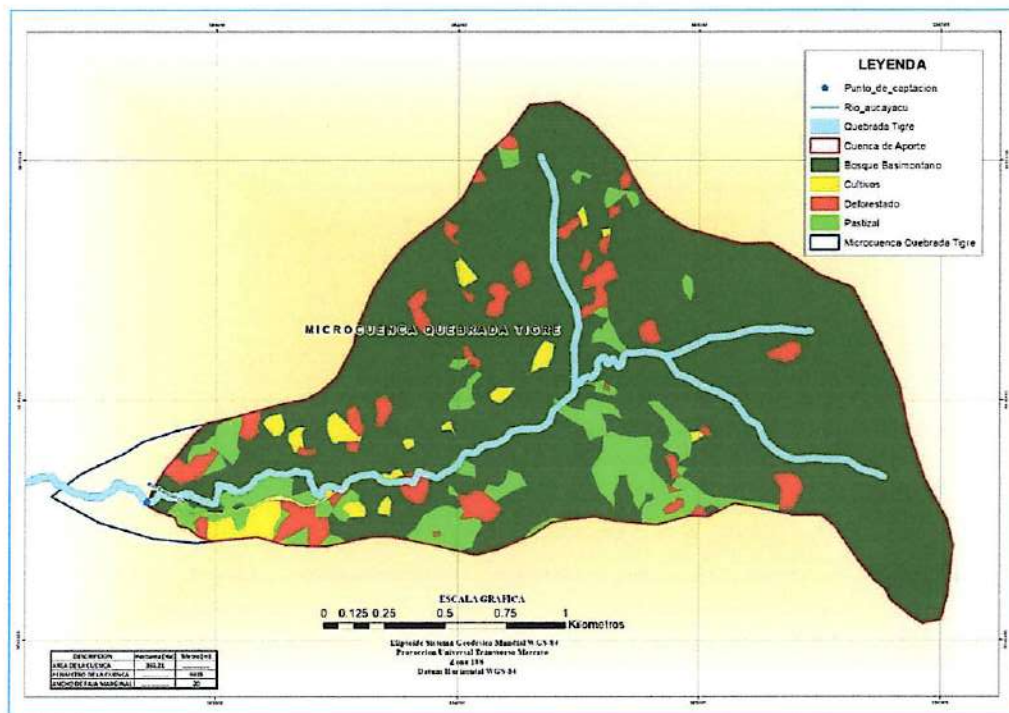 LEYENDA
Punto_de_captacion
Rio_aucayacu
Quebrada Tigre
Cuenca de Aporte
Bosque Basimontano
Cultivos
Deforestado
Pastizal
Microcuenca Quebrada Tigre
MICROCUENCA QUEBRADA TIGRE
ESCALA GRAFICA
0 0.125 0.25 0.5 0.75 1
Kilometros
Elipsoide Sistema Geodesico Mundial WGS-84
Proyeccion Universal Transverso Mercato
Zona 18S
Datum Horizontal WGS-84
DESCRIPCION
AREA DE LA CUENCA
PERIMETRO DE LA CUENCA
ANCHO DE FAJA MARGINAL 20